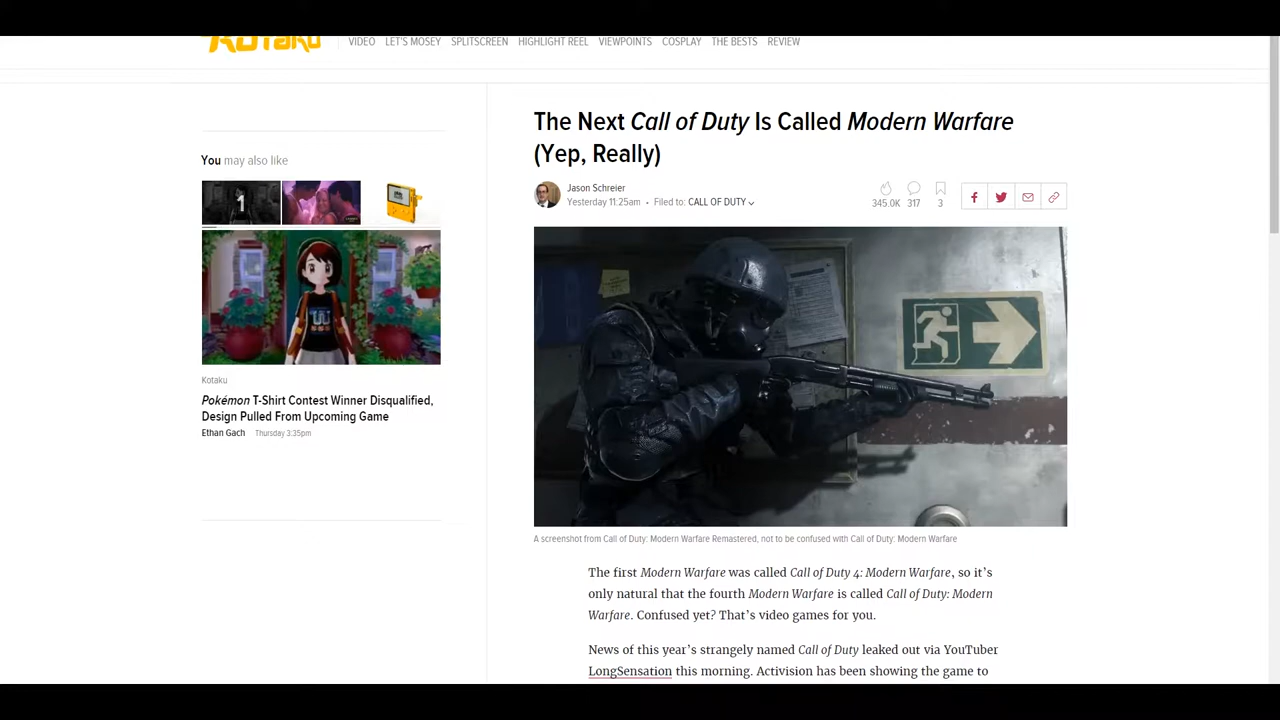 KOTAKU
VIDEO LET'S MOSEY SPLITSCREEN HIGHLIGHT REEL VIEWPOINTS COSPLAY THE BESTS REVIEW
You may also like
1
Kotaku
Pokémon T-Shirt Contest Winner Disqualified,
Design Pulled From Upcoming Game
Ethan Gach Thursday 3:35pm
The Next Call of Duty Is Called Modern Warfare
(Yep, Really)
Jason Schreier
Yesterday 11:25am • Filed to: CALL OF DUTY
345.0K 317 3
A screenshot from Call of Duty: Modern Warfare Remastered, not to be confused with Call of Duty: Modern Warfare
The first Modern Warfare was called Call of Duty 4: Modern Warfare, so it's
only natural that the fourth Modern Warfare is called Call of Duty: Modern
Warfare. Confused yet? That's video games for you.
News of this year's strangely named Call of Duty leaked out via YouTuber
LongSensation this morning. Activision has been showing the game to